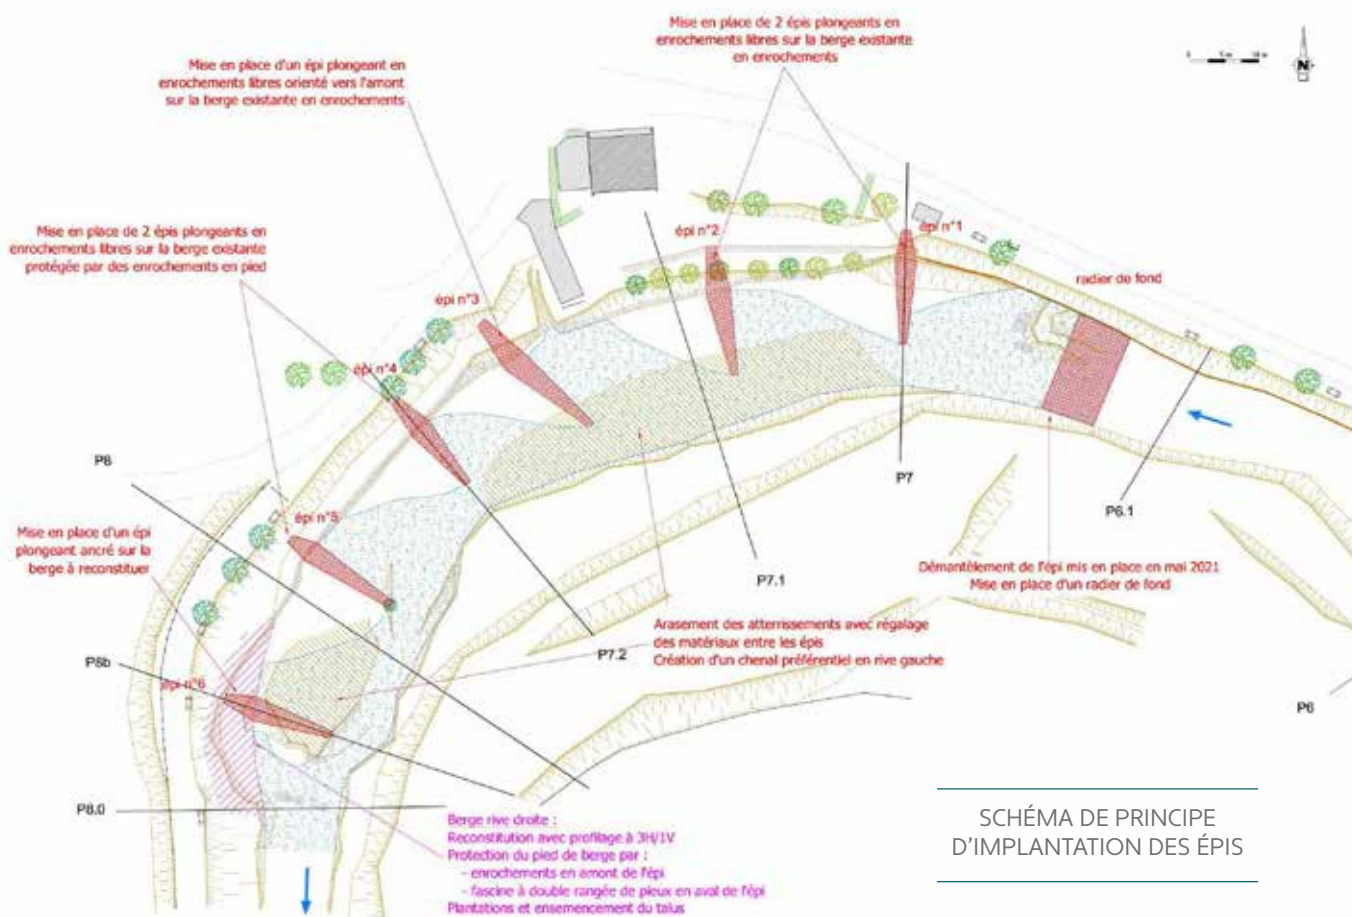 Mise en place de 2 épis plongeants en
enrochements libres sur la berge existante
en enrochements
Mise en place d'un épi plongeant en
enrochements libres orienté vers l'amont
sur la berge existante en enrochements
N
Mise en place de 2 épis plongeants en
enrochements libres sur la berge existante
protégée par des enrochements en pied
épi n°2
épi n°1
radier de fond
épi n°3
épi n°4
P8
P7
P6.1
épi n°5
Mise en place d'un épi
plongeant ancré sur la
berge à reconstituer
Démantèlement de l'épi mis en place en mai 2021
Mise en place d'un radier de fond
P7.1
Arasement des atterrissements avec régalage
des matériaux entre les épis
Création d'un chenal préférentiel en rive gauche
P7.2
P8b
épi n°6
P6
P8.0
Berge rive droite :
Reconstitution avec profilage à 3H/1V
Protection du pied de berge par :
- enrochements en amont de l'épi
- fascine à double rangée de pieux en aval de l'épi
Plantations et ensemencement du talus
SCHÉMA DE PRINCIPE
D'IMPLANTATION DES ÉPIS